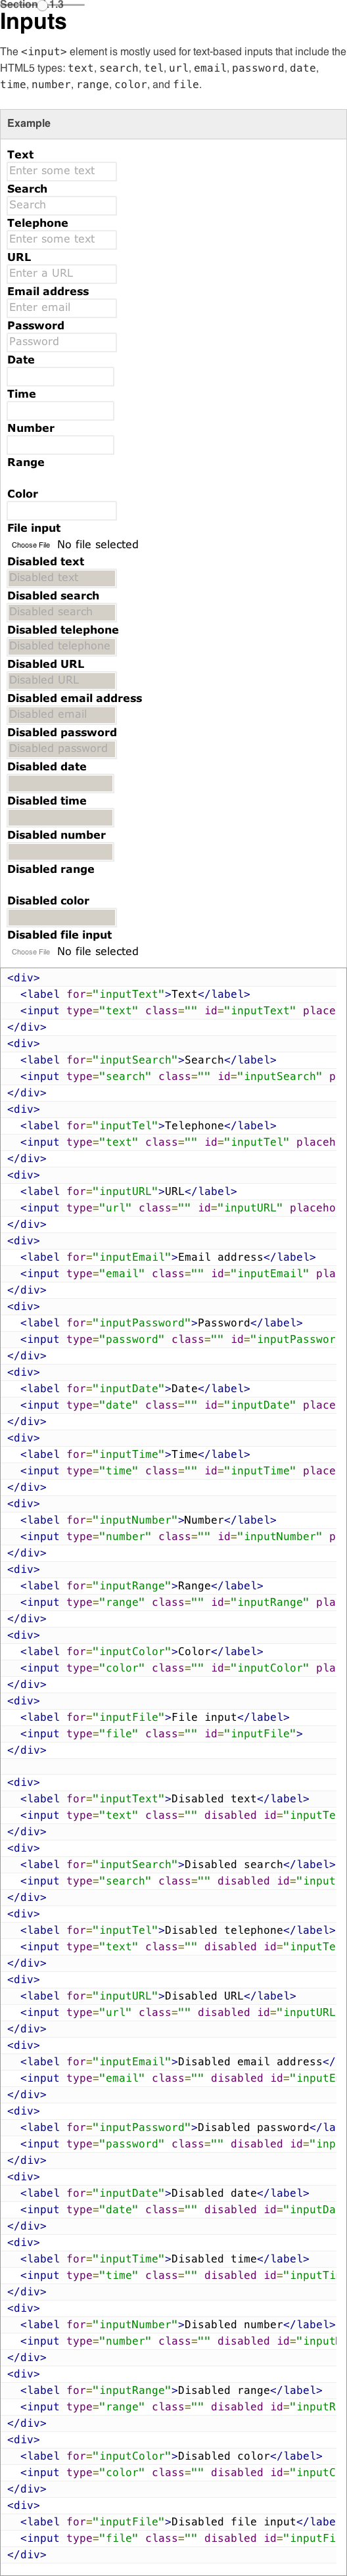 Section 1.1.3
Inputs
The <input> element is mostly used for text-based inputs that include the
HTML5 types: text, search, tel, url, email, password, date,
time, number, range, color, and file.
Example
Text
Enter some text
Search
Search
Telephone
Enter some text
URL
Enter a URL
Email address
Enter email
Password
Password
Date
Time
Number
Range
Color
File input
Choose File No file selected
Disabled text
Disabled text
Disabled search
Disabled search
Disabled telephone
Disabled telephone
Disabled URL
Disabled URL
Disabled email address
Disabled email
Disabled password
Disabled password
Disabled date
Disabled time
Disabled number
Disabled range
Disabled color
Disabled file input
Choose File No file selected
<div>
<label for="inputText">Text</label>
<input type="text" class="" id="inputText" place
</div>
<div>
<label for="inputSearch">Search</label>
<input type="search" class="" id="inputSearch" p
</div>
<div>
<label for="inputTel">Telephone</label>
<input type="text" class="" id="inputTel" placeh
</div>
<div>
<label for="inputURL">URL</label>
<input type="url" class="" id="inputURL" placeho
</div>
<div>
<label for="inputEmail">Email address</label>
<input type="email" class="" id="inputEmail" pla
</div>
<div>
<label for="inputPassword">Password</label>
<input type="password" class="" id="inputPasswor
</div>
<div>
<label for="inputDate">Date</label>
<input type="date" class="" id="inputDate" place
</div>
<div>
<label for="inputTime">Time</label>
<input type="time" class="" id="inputTime" place
</div>
<div>
<label for="inputNumber">Number</label>
<input type="number" class="" id="inputNumber" p
</div>
<div>
<label for="inputRange">Range</label>
<input type="range" class="" id="inputRange" pla
</div>
<div>
<label for="inputColor">Color</label>
<input type="color" class="" id="inputColor" pla
</div>
<div>
<label for="inputFile">File input</label>
<input type="file" class="" id="inputFile">
</div>
<div>
<label for="inputText">Disabled text</label>
<input type="text" class="" disabled id="inputTe
</div>
<div>
<label for="inputSearch">Disabled search</label>
<input type="search" class="" disabled id="input
</div>
<div>
<label for="inputTel">Disabled telephone</label>
<input type="text" class="" disabled id="inputTe
</div>
<div>
<label for="inputURL">Disabled URL</label>
<input type="url" class="" disabled id="inputURL
</div>
<div>
<label for="inputEmail">Disabled email address</
<input type="email" class="" disabled id="inputE
</div>
<div>
<label for="inputPassword">Disabled password</la
<input type="password" class="" disabled id="inp
</div>
<div>
<label for="inputDate">Disabled date</label>
<input type="date" class="" disabled id="inputDa
</div>
<div>
<label for="inputTime">Disabled time</label>
<input type="time" class="" disabled id="inputTi
</div>
<div>
<label for="inputNumber">Disabled number</label>
<input type="number" class="" disabled id="input
</div>
<div>
<label for="inputRange">Disabled range</label>
<input type="range" class="" disabled id="inputR
</div>
<div>
<label for="inputColor">Disabled color</label>
<input type="color" class="" disabled id="inputC
</div>
<div>
<label for="inputFile">Disabled file input</labe
<input type="file" class="" disabled id="inputFi
</div>